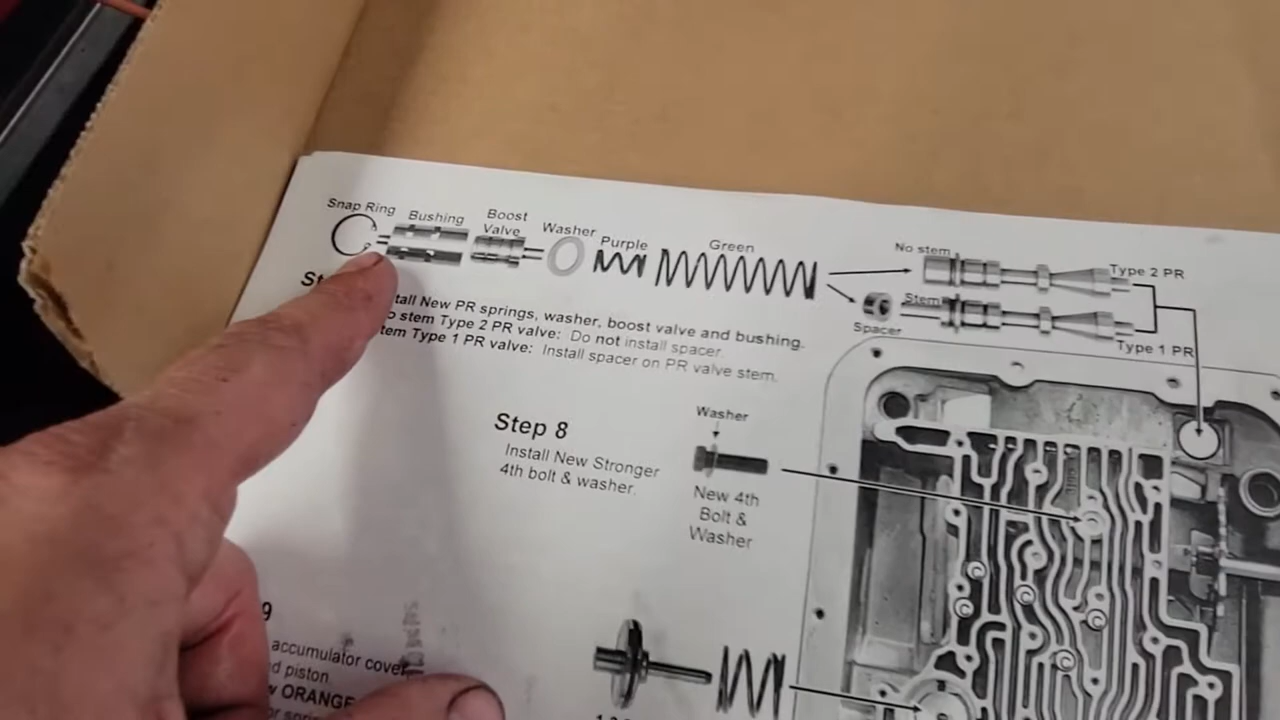 Snap Ring
Bushing
Boost
Valve
Washer
Purple
Green
No stem
Type 2 PR
Stem
Spacer
Type 1 PR
New PR springs, washer, boost valve and bushing.
stem Type 2 PR valve: Do not install spacer.
Type 1 PR valve: Install spacer on PR valve stem.
Step 8
Install New Stronger
4th bolt & washer.
Washer
New 4th
Bolt &
Washer
9
accumulator cover
piston.
ORANGE